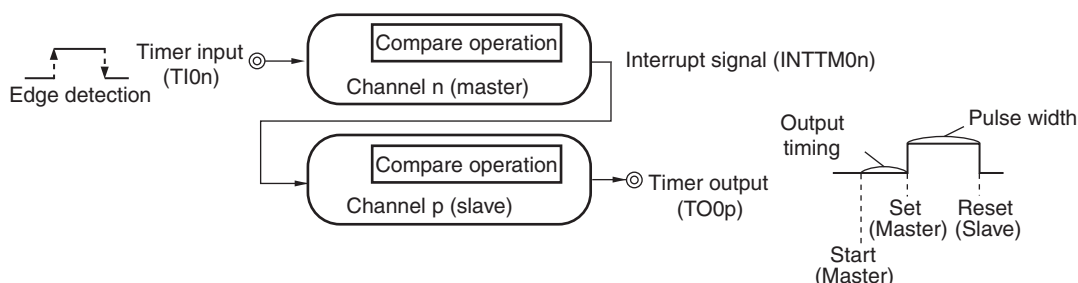 Edge detection
Timer input
(TI0n)
Compare operation
Channel n (master)
Interrupt signal (INTTM0n)
Compare operation
Channel p (slave)
Timer output
(TO0p)
Output
timing
Pulse width
Set
(Master)
Reset
(Slave)
Start
(Master)